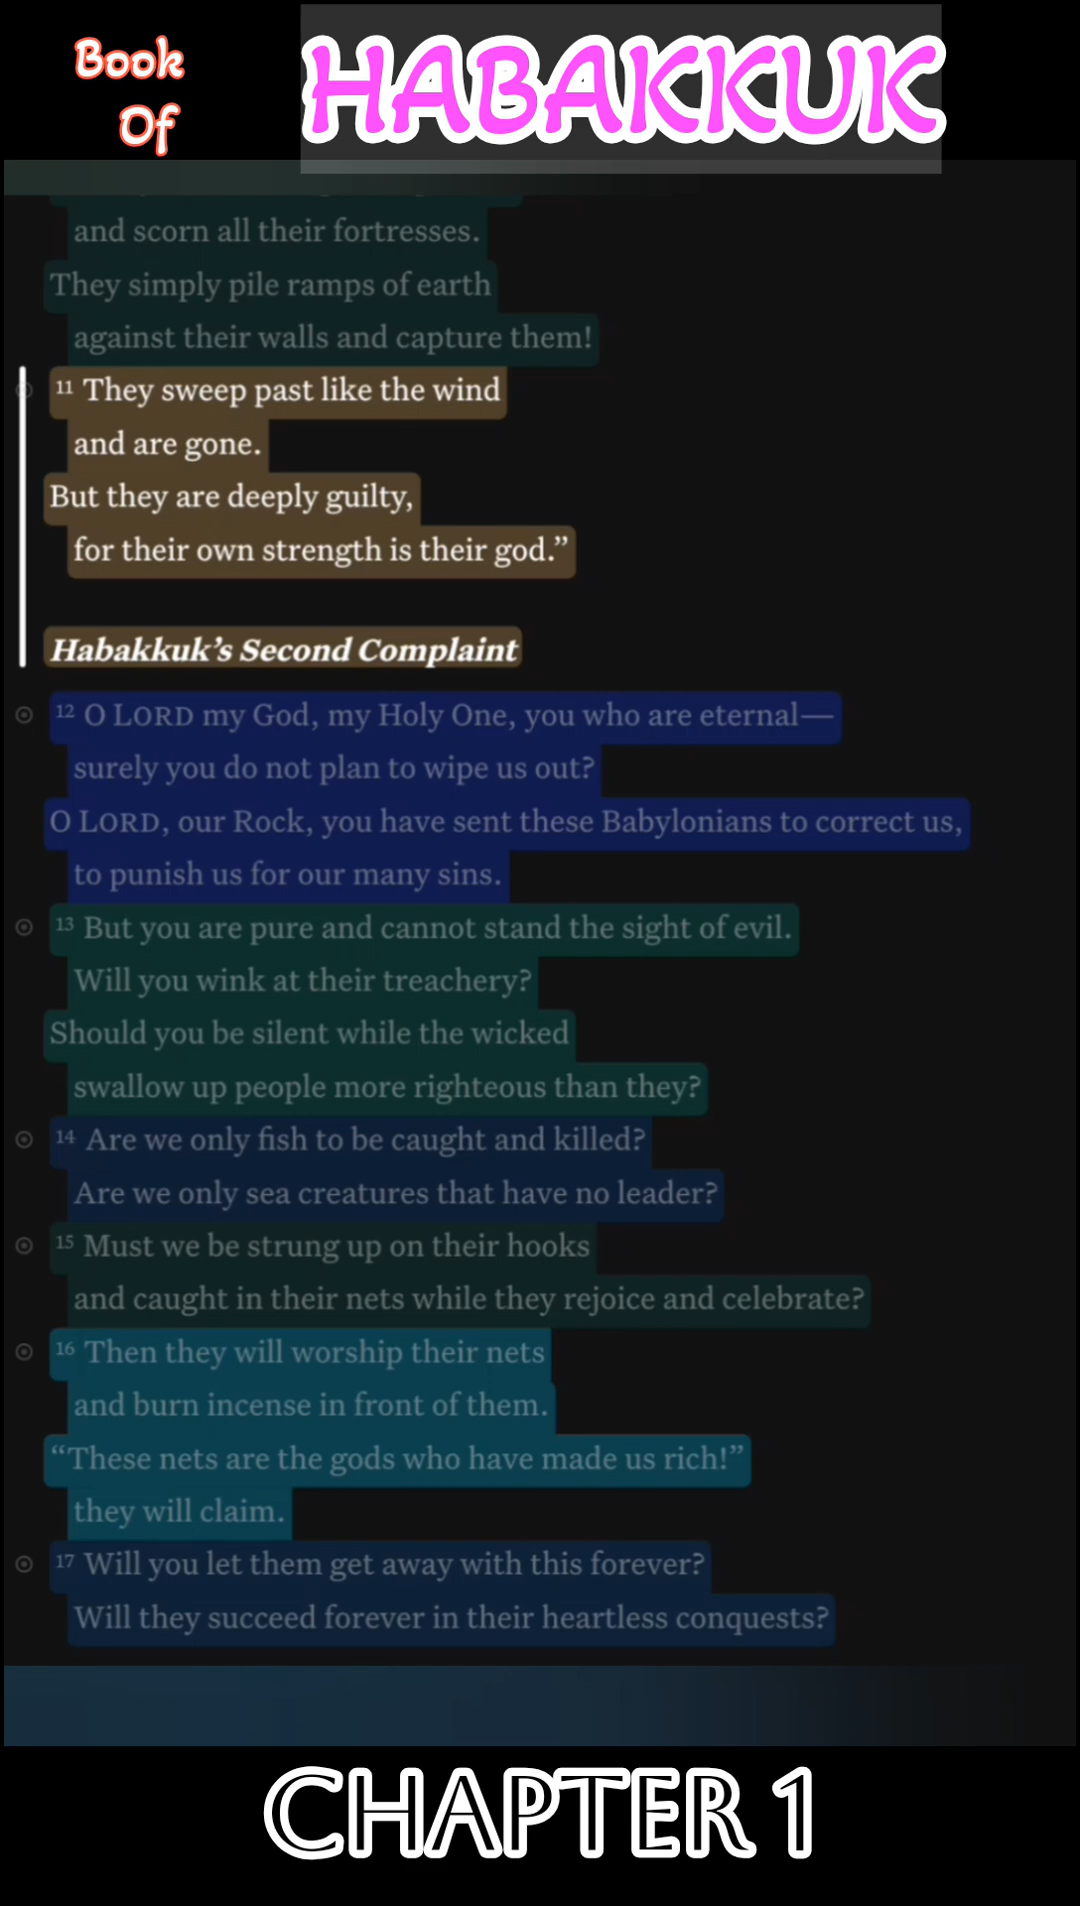 Book
Of
HABAKKUK
and scorn all their fortresses.
They simply pile ramps of earth
against their walls and capture them!
11 They sweep past like the wind
and are gone.
But they are deeply guilty,
for their own strength is their god.”
Habakkuk’s Second Complaint
12 O LORD my God, my Holy One, you who are eternal—
surely you do not plan to wipe us out?
O LORD, our Rock, you have sent these Babylonians to correct us,
to punish us for our many sins.
13 But you are pure and cannot stand the sight of evil.
Will you wink at their treachery?
Should you be silent while the wicked
swallow up people more righteous than they?
14 Are we only fish to be caught and killed?
Are we only sea creatures that have no leader?
15 Must we be strung up on their hooks
and caught in their nets while they rejoice and celebrate?
16 Then they will worship their nets
and burn incense in front of them.
“These nets are the gods who have made us rich!”
they will claim.
17 Will you let them get away with this forever?
Will they succeed forever in their heartless conquests?
CHAPTER 1